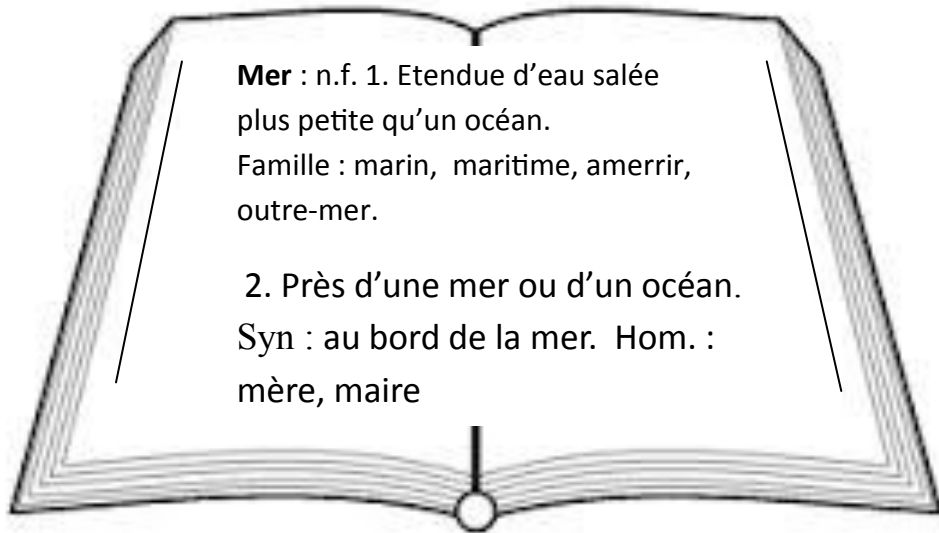 Mer : n.f. 1. Etendue d’eau salée
plus petite qu’un océan.
Famille : marin, maritime, amerrir,
outre-mer.
2. Près d’une mer ou d’un océan.
Syn : au bord de la mer. Hom. :
mère, maire